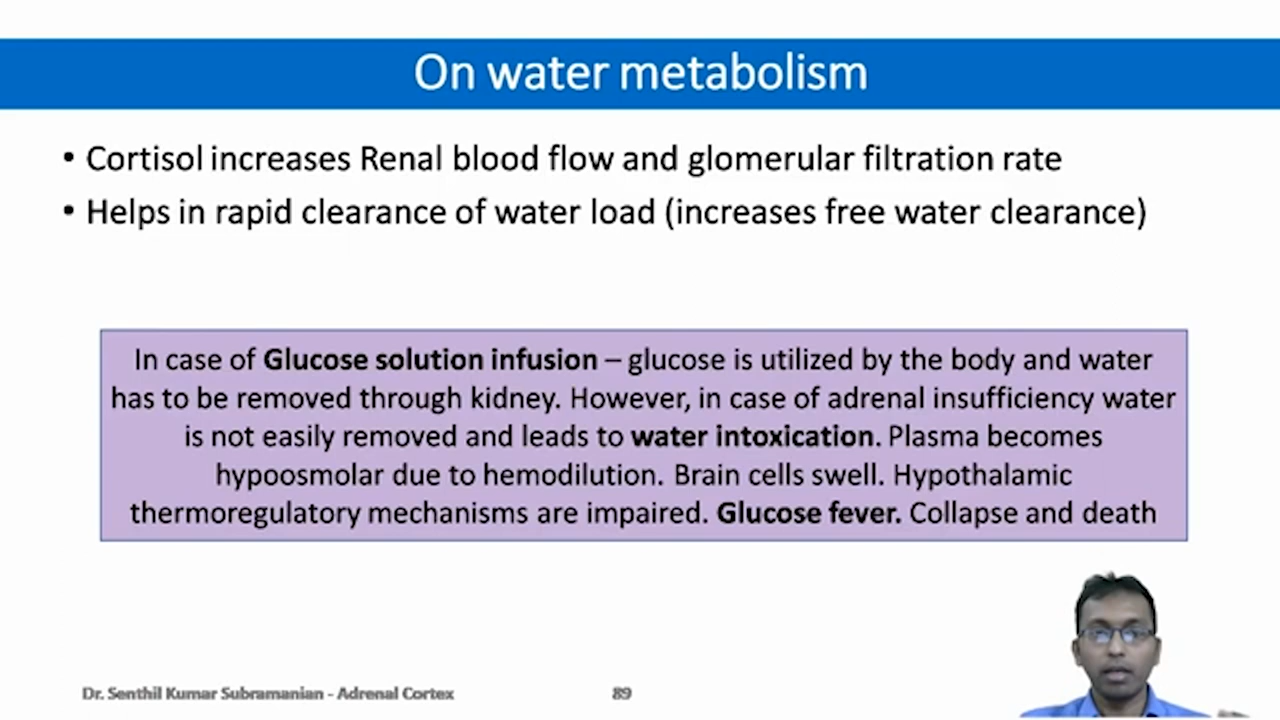 On water metabolism
• Cortisol increases Renal blood flow and glomerular filtration rate
• Helps in rapid clearance of water load (increases free water clearance)
In case of Glucose solution infusion – glucose is utilized by the body and water
has to be removed through kidney. However, in case of adrenal insufficiency water
is not easily removed and leads to water intoxication. Plasma becomes
hypoosmolar due to hemodilution. Brain cells swell. Hypothalamic
thermoregulatory mechanisms are impaired. Glucose fever. Collapse and death
Dr. Senthil Kumar Subramanian - Adrenal Cortex
89